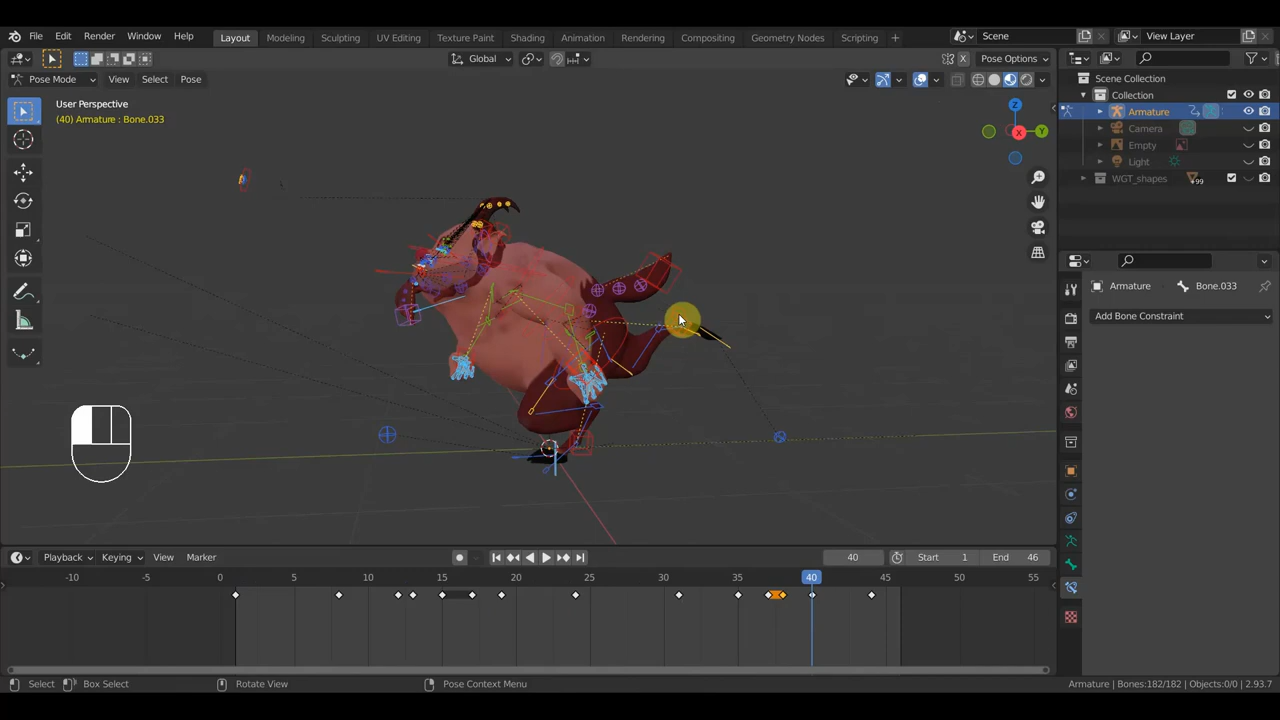 File Edit Render Window Help Layout Modeling Sculpting UV Editing Texture Paint Shading Animation Rendering Compositing Geometry Nodes Scripting + Scene View Layer
Global X Pose Options
Pose Mode View Select Pose
User Perspective
(40) Armature : Bone.033
Z
X Y
Scene Collection
Collection
Armature
Camera
Empty
Light
WGT_shapes 99
Armature Bone.033
Add Bone Constraint
Playback Keying View Marker 40 Start 1 End 46
-10 -5 0 5 10 15 20 25 30 35 40 45 50 55
Select Box Select Rotate View Pose Context Menu Armature | Bones:182/182 | Objects:0/0 | 2.93.7